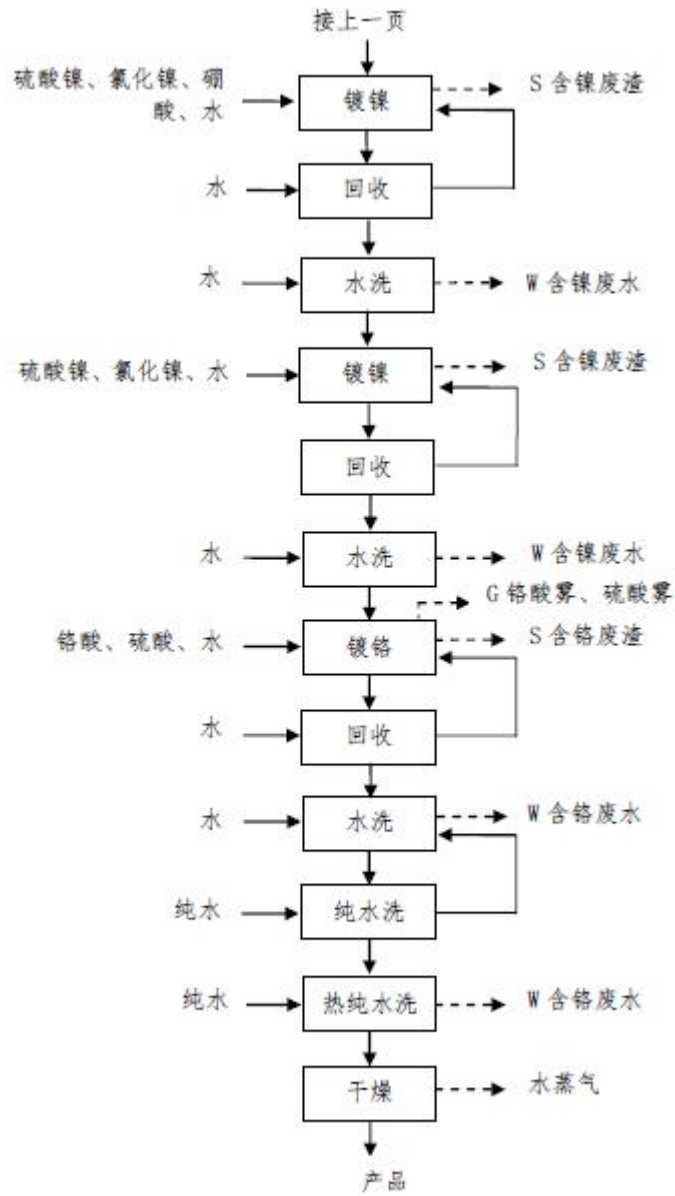 接上一页
硫酸镍、氯化镍、硼
酸、水
镀镍
S 含镍废渣
水
回收
水
水洗
W 含镍废水
硫酸镍、氯化镍、水
镀镍
S 含镍废渣
回收
水
水洗
W 含镍废水
G 铬酸雾、硫酸雾
铬酸、硫酸、水
镀铬
S 含铬废渣
水
回收
水
水洗
W 含铬废水
纯水
纯水洗
纯水
热纯水洗
W 含铬废水
干燥
水蒸气
产品